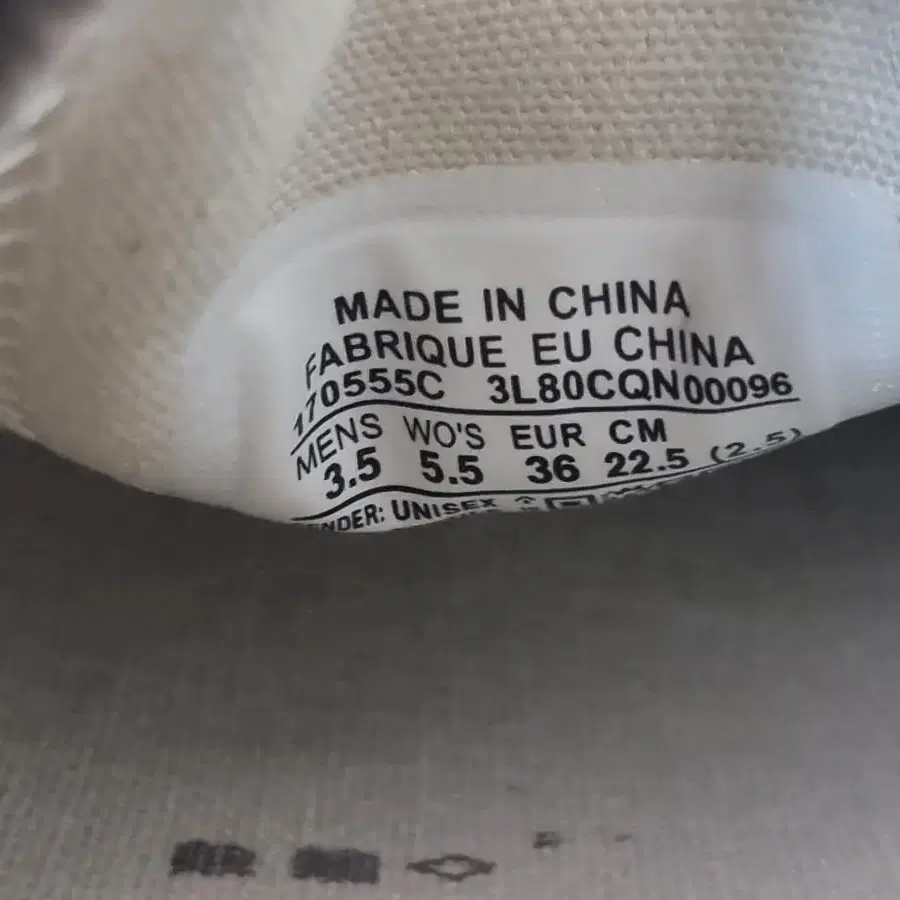 MADE IN CHINA
FABRIQUE EU CHINA
170555C 3L80CQN00096
MENS WO'S EUR CM
3.5 5.5 36 22.5 (2.5)
UNISEX